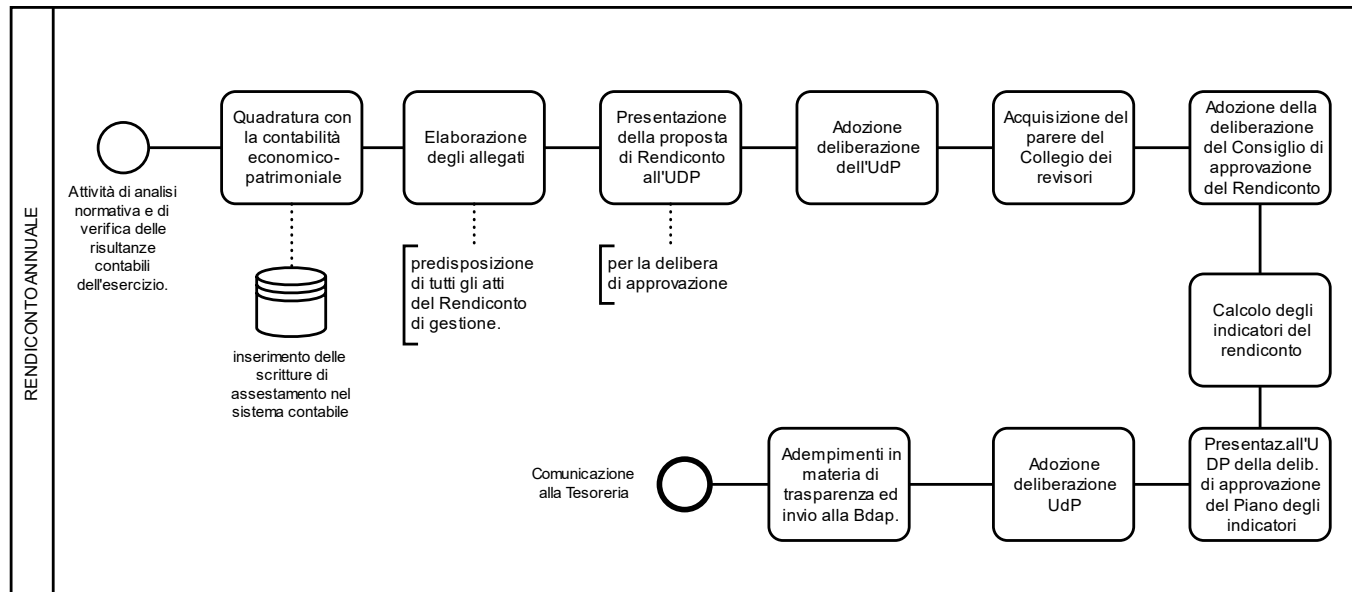 RENDICONTO ANNUALE
Attività di analisi
normativa e di
verifica delle
risultanze
contabili
dell'esercizio.
Quadratura con
la contabilità
economico-
patrimoniale
inserimento delle
scritture di
assestamento nel
sistema contabile
Elaborazione
degli allegati
predisposizione
di tutti gli atti
del Rendiconto
di gestione.
Presentazione
della proposta
di Rendiconto
all'UDP
per la delibera
di approvazione
Adozione
deliberazione
dell'UdP
Acquisizione del
parere del
Collegio dei
revisori
Adozione della
deliberazione
del Consiglio di
approvazione
del Rendiconto
Calcolo degli
indicatori del
rendiconto
Presentaz.all'U
DP della delib.
di approvazione
del Piano degli
indicatori
Adozione
deliberazione
UdP
Adempimenti in
materia di
trasparenza ed
invio alla Bdap.
Comunicazione
alla Tesoreria